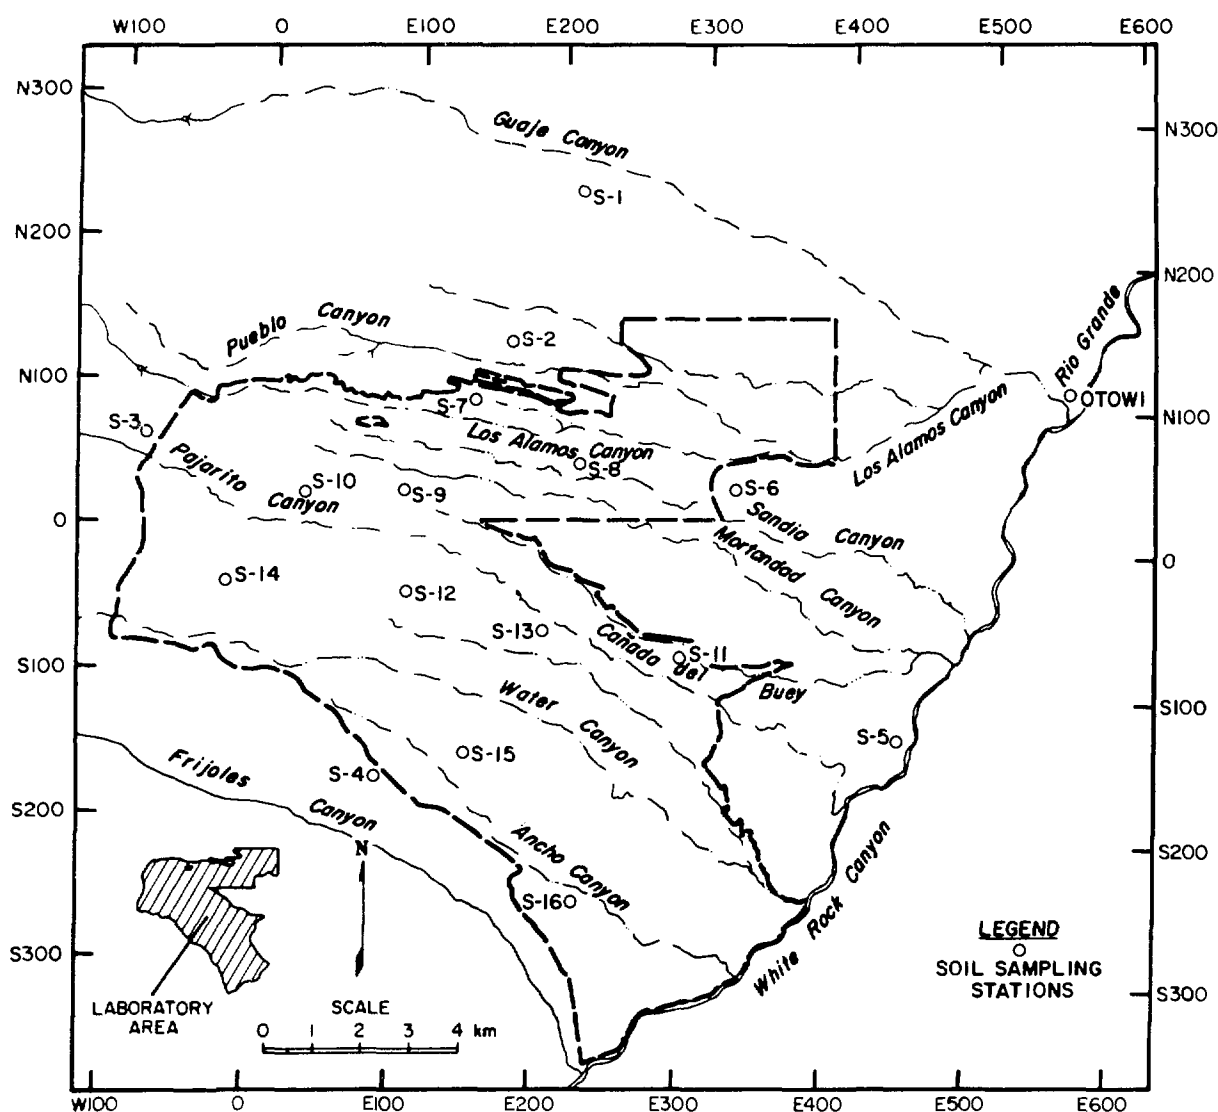 W100 0 E100 E200 E300 E400 E500 E600
N300
N300
Guaje Canyon
S-1
N200
N200
Rio Grande
Pueblo Canyon
S-2
N100
N100
OTOWI
S-7
S-3
Los Alamos Canyon
Los Alamos Canyon
S-8
Pajarito Canyon
S-10
S-9
S-6
Sandia Canyon
0
0
Mortandad Canyon
S-14
S-12
S-13
Cañada del Buey
S-11
S100
S100
Water Canyon
S-5
S-15
S-4
Frijoles Canyon
S200
S200
N
Ancho Canyon
S-16
White Rock Canyon
LEGEND
SOIL SAMPLING
STATIONS
S300
S300
LABORATORY
AREA
SCALE
0 1 2 3 4 km
W100 0 E100 E200 E300 E400 E500 E600